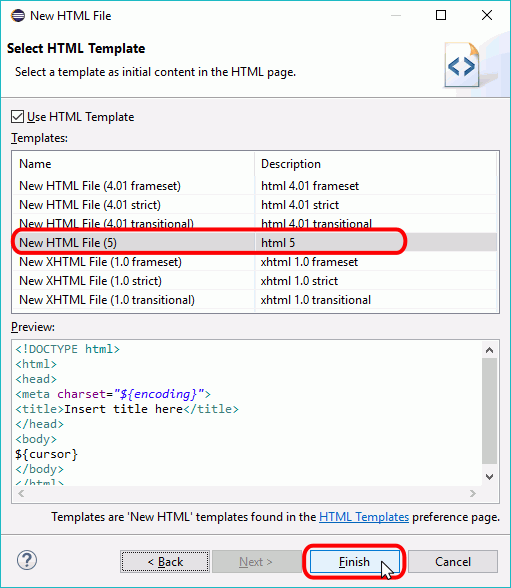 New HTML File
Select HTML Template
Select a template as initial content in the HTML page.
Use HTML Template
Templates:
Name Description
New HTML File (4.01 frameset) html 4.01 frameset
New HTML File (4.01 strict) html 4.01 strict
New HTML File (4.01 transitional) html 4.01 transitional
New HTML File (5) html 5
New XHTML File (1.0 frameset) xhtml 1.0 frameset
New XHTML File (1.0 strict) xhtml 1.0 strict
New XHTML File (1.0 transitional) xhtml 1.0 transitional
Preview:
<!DOCTYPE html>
<html>
<head>
<meta charset="${encoding}">
<title>Insert title here</title>
</head>
<body>
${cursor}
</body>
</html>
Templates are 'New HTML' templates found in the HTML Templates preference page.
? < Back Next > Finish Cancel